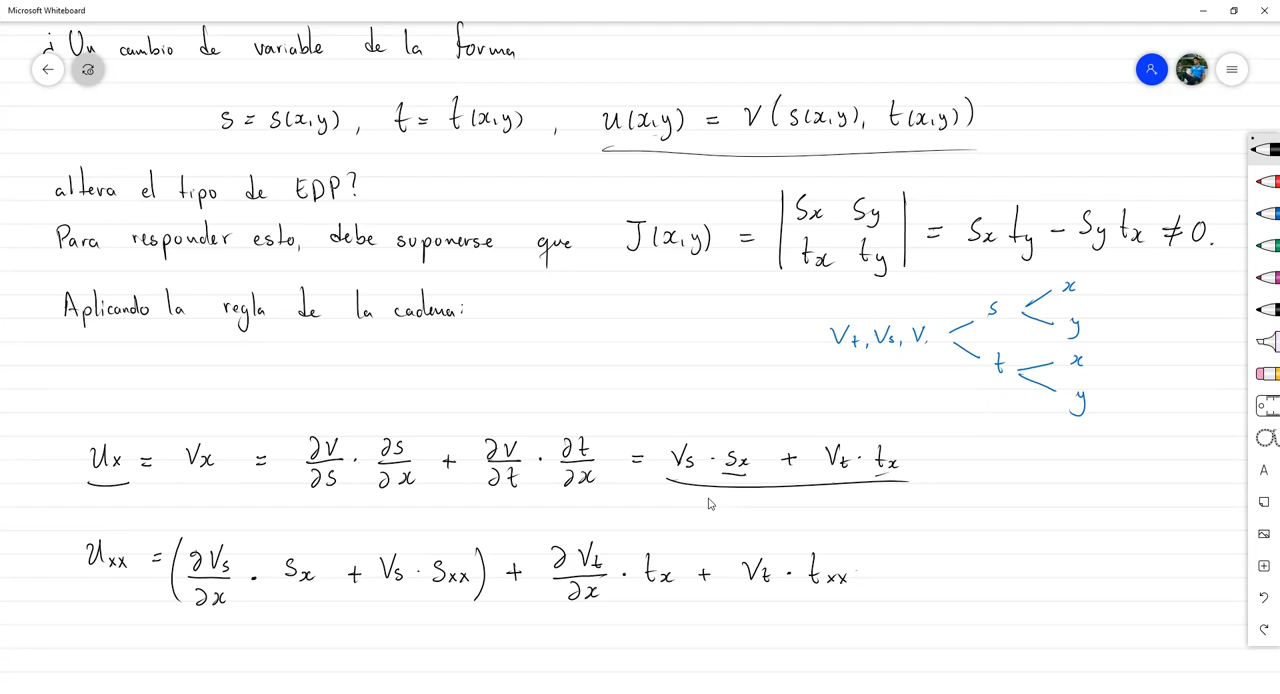 Microsoft Whiteboard
¿ Un cambio de variable de la forma
s = s(x,y), t = t(x,y), u(x,y) = V(s(x,y), t(x,y))
altera el tipo de EDP?
Para responder esto, debe suponerse que J(x,y) = | Sx Sy ; tx ty | = Sx ty - Sy tx ≠ 0.
Aplicando la regla de la cadena:
Vt, Vs, V.
s
x
y
t
x
y
Ux = Vx = ∂V/∂s · ∂s/∂x + ∂V/∂t · ∂t/∂x = Vs · Sx + Vt · tx
Uxx = (∂Vs/∂x · Sx + Vs · Sxx) + ∂Vt/∂x · tx + Vt · txx
A